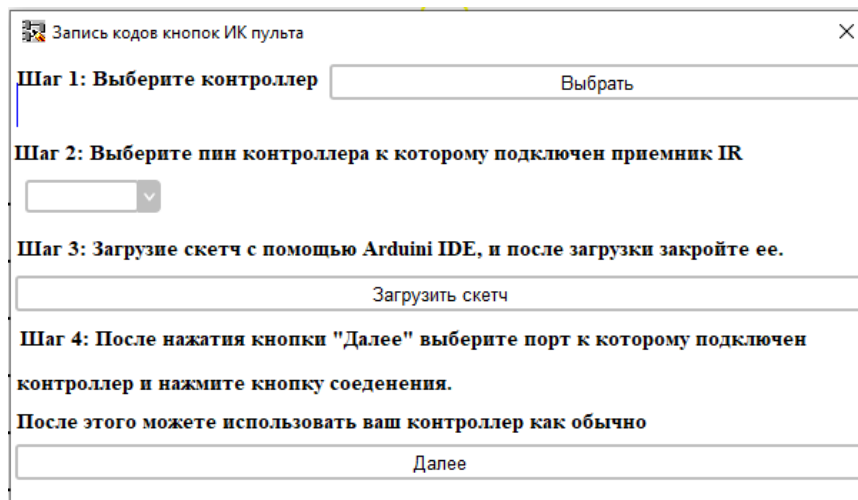 Запись кодов кнопок ИК пульта
Шаг 1: Выберите контроллер
Выбрать
Шаг 2: Выберите пин контроллера к которому подключен приемник IR
Шаг 3: Загрузие скетч с помощью Arduini IDE, и после загрузки закройте ее.
Загрузить скетч
Шаг 4: После нажатия кнопки "Далее" выберите порт к которому подключен
контроллер и нажмите кнопку соеденения.
После этого можете использовать ваш контроллер как обычно
Далее